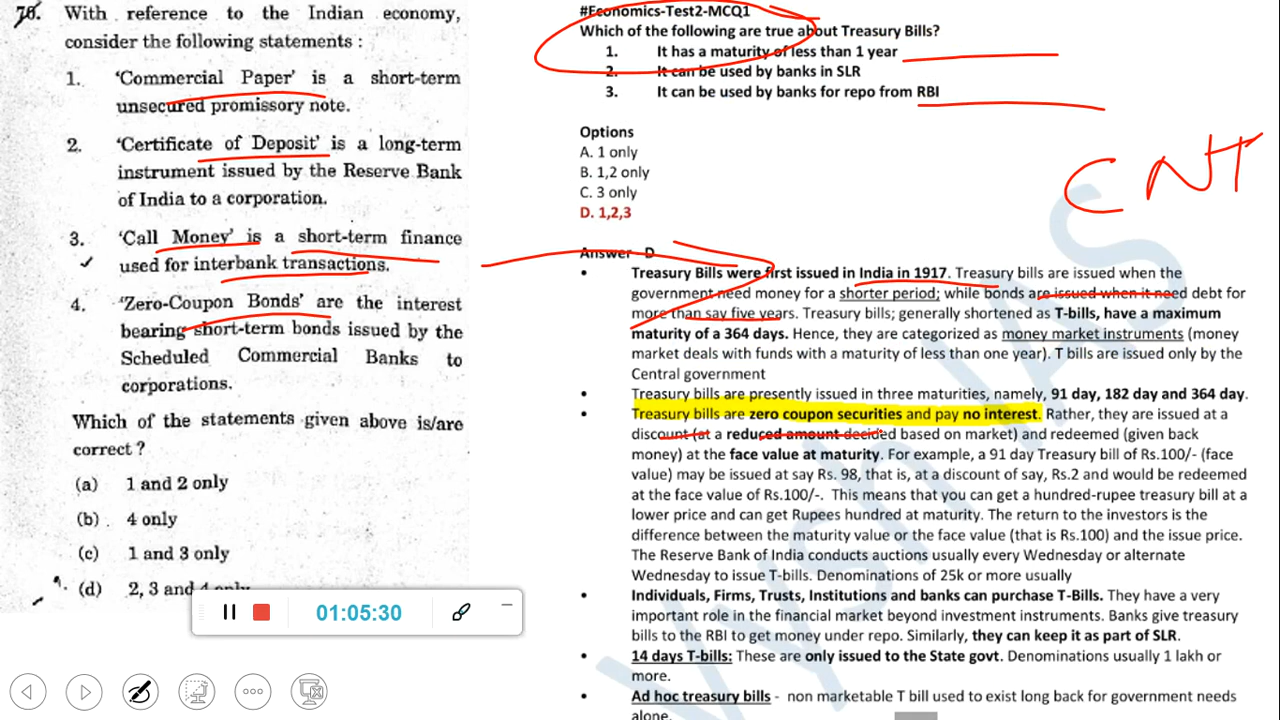 76. With reference to the Indian economy,
consider the following statements :
1. 'Commercial Paper' is a short-term
unsecured promissory note.
2. 'Certificate of Deposit' is a long-term
instrument issued by the Reserve Bank
of India to a corporation.
3. 'Call Money' is a short-term finance
used for interbank transactions.
4. 'Zero-Coupon Bonds' are the interest
bearing short-term bonds issued by the
Scheduled Commercial Banks to
corporations.
Which of the statements given above is/are
correct ?
(a) 1 and 2 only
(b) 4 only
(c) 1 and 3 only
(d) 2, 3 and 4 only
01:05:30
#Economics-Test2-MCQ1
Which of the following are true about Treasury Bills?
1. It has a maturity of less than 1 year
2. It can be used by banks in SLR
3. It can be used by banks for repo from RBI
Options
A. 1 only
B. 1,2 only
C. 3 only
D. 1,2,3
CNT
Answer D
• Treasury Bills were first issued in India in 1917. Treasury bills are issued when the
government need money for a shorter period; while bonds are issued when it need debt for
more than say five years. Treasury bills; generally shortened as T-bills, have a maximum
maturity of a 364 days. Hence, they are categorized as money market instruments (money
market deals with funds with a maturity of less than one year). T bills are issued only by the
Central government
• Treasury bills are presently issued in three maturities, namely, 91 day, 182 day and 364 day.
• Treasury bills are zero coupon securities and pay no interest. Rather, they are issued at a
discount (at a reduced amount decided based on market) and redeemed (given back
money) at the face value at maturity. For example, a 91 day Treasury bill of Rs.100/- (face
value) may be issued at say Rs. 98, that is, at a discount of say, Rs.2 and would be redeemed
at the face value of Rs.100/-. This means that you can get a hundred-rupee treasury bill at a
lower price and can get Rupees hundred at maturity. The return to the investors is the
difference between the maturity value or the face value (that is Rs.100) and the issue price.
The Reserve Bank of India conducts auctions usually every Wednesday or alternate
Wednesday to issue T-bills. Denominations of 25k or more usually
• Individuals, Firms, Trusts, Institutions and banks can purchase T-Bills. They have a very
important role in the financial market beyond investment instruments. Banks give treasury
bills to the RBI to get money under repo. Similarly, they can keep it as part of SLR.
• 14 days T-bills: These are only issued to the State govt. Denominations usually 1 lakh or
more.
• Ad hoc treasury bills - non marketable T bill used to exist long back for government needs
alone.